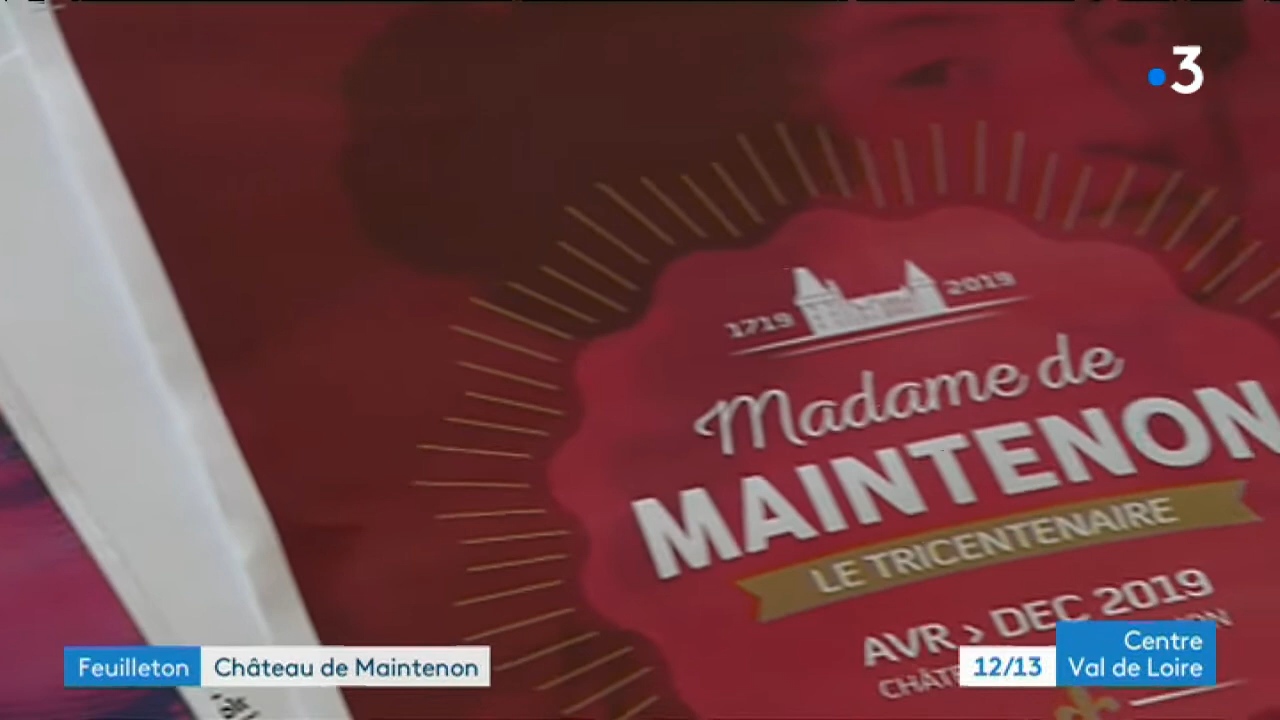 3
1719
2019
Madame de
MAINTENON
LE TRICENTENAIRE
AVR > DEC 2019
Feuilleton
Château de Maintenon
12/13
Centre
Val de Loire